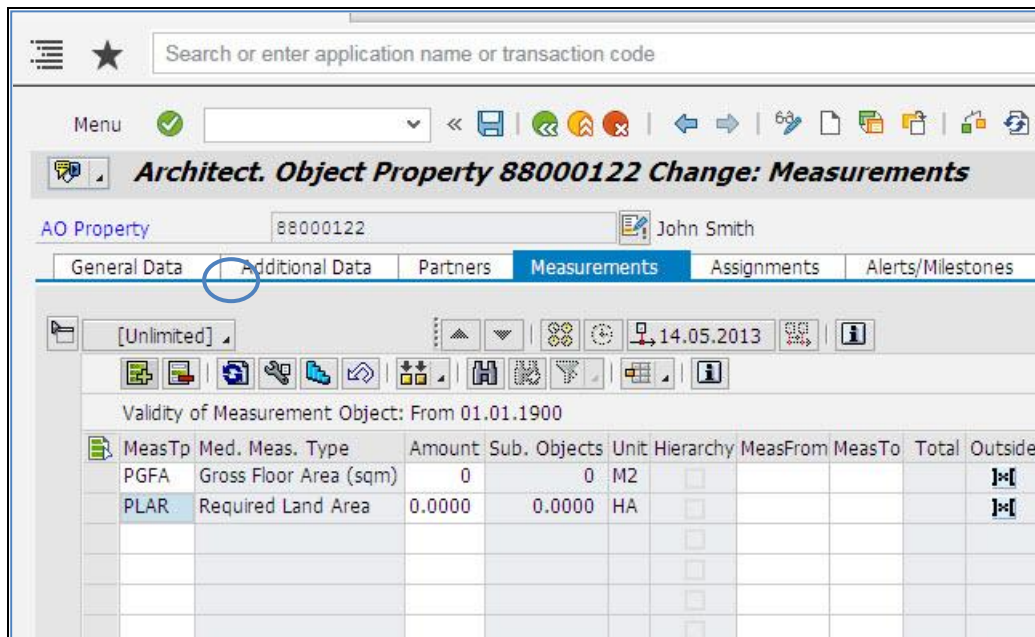 Search or enter application name or transaction code
Menu
Architect. Object Property 88000122 Change: Measurements
AO Property 88000122 John Smith
General Data Additional Data Partners Measurements Assignments Alerts/Milestones
[Unlimited] 14.05.2013
Validity of Measurement Object: From 01.01.1900
MeasTp Med. Meas. Type Amount Sub. Objects Unit Hierarchy MeasFrom MeasTo Total Outside
PGFA Gross Floor Area (sqm) 0 0 M2
PLAR Required Land Area 0.0000 0.0000 HA